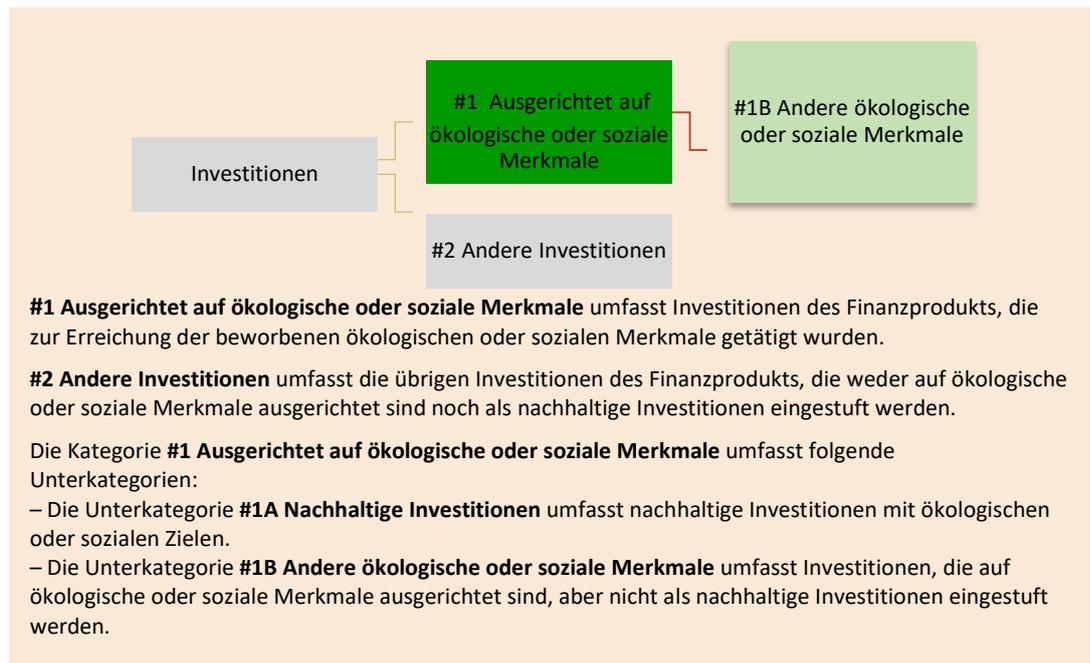 #1 Ausgerichtet auf
ökologische oder soziale
Merkmale
#1B Andere ökologische
oder soziale Merkmale
Investitionen
#2 Andere Investitionen
#1 Ausgerichtet auf ökologische oder soziale Merkmale umfasst Investitionen des Finanzprodukts, die
zur Erreichung der beworbenen ökologischen oder sozialen Merkmale getätigt wurden.
#2 Andere Investitionen umfasst die übrigen Investitionen des Finanzprodukts, die weder auf ökologische
oder soziale Merkmale ausgerichtet sind noch als nachhaltige Investitionen eingestuft werden.
Die Kategorie #1 Ausgerichtet auf ökologische oder soziale Merkmale umfasst folgende
Unterkategorien:
– Die Unterkategorie #1A Nachhaltige Investitionen umfasst nachhaltige Investitionen mit ökologischen
oder sozialen Zielen.
– Die Unterkategorie #1B Andere ökologische oder soziale Merkmale umfasst Investitionen, die auf
ökologische oder soziale Merkmale ausgerichtet sind, aber nicht als nachhaltige Investitionen eingestuft
werden.